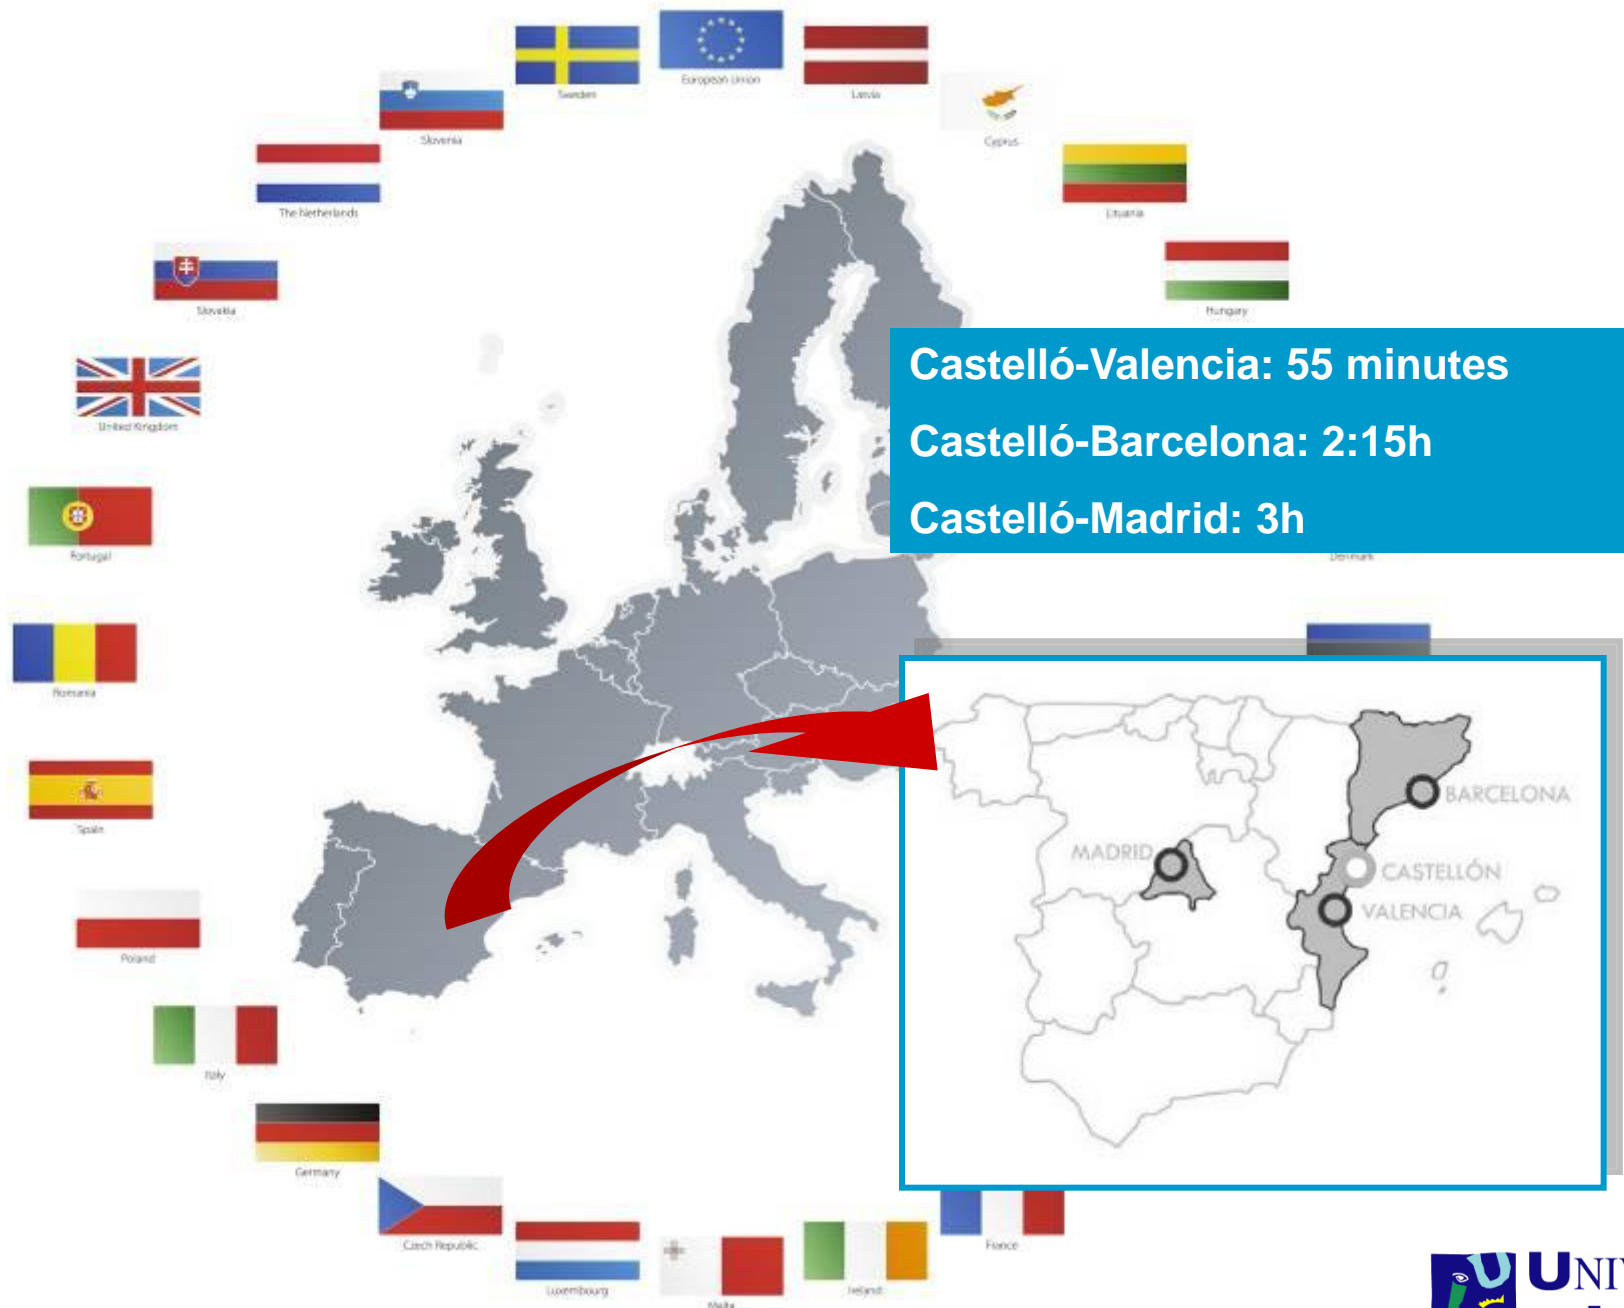 European Union
Sweden
Latvia
Slovenia
Cyprus
The Netherlands
Lituania
Slovakia
Hungary
Castelló-Valencia: 55 minutes
United Kingdom
Castelló-Barcelona: 2:15h
Castelló-Madrid: 3h
Portugal
Denmark
Romania
BARCELONA
Spain
MADRID
CASTELLÓN
VALENCIA
Poland
Italy
Germany
Czech Republic
France
Luxembourg
Ireland
Malta